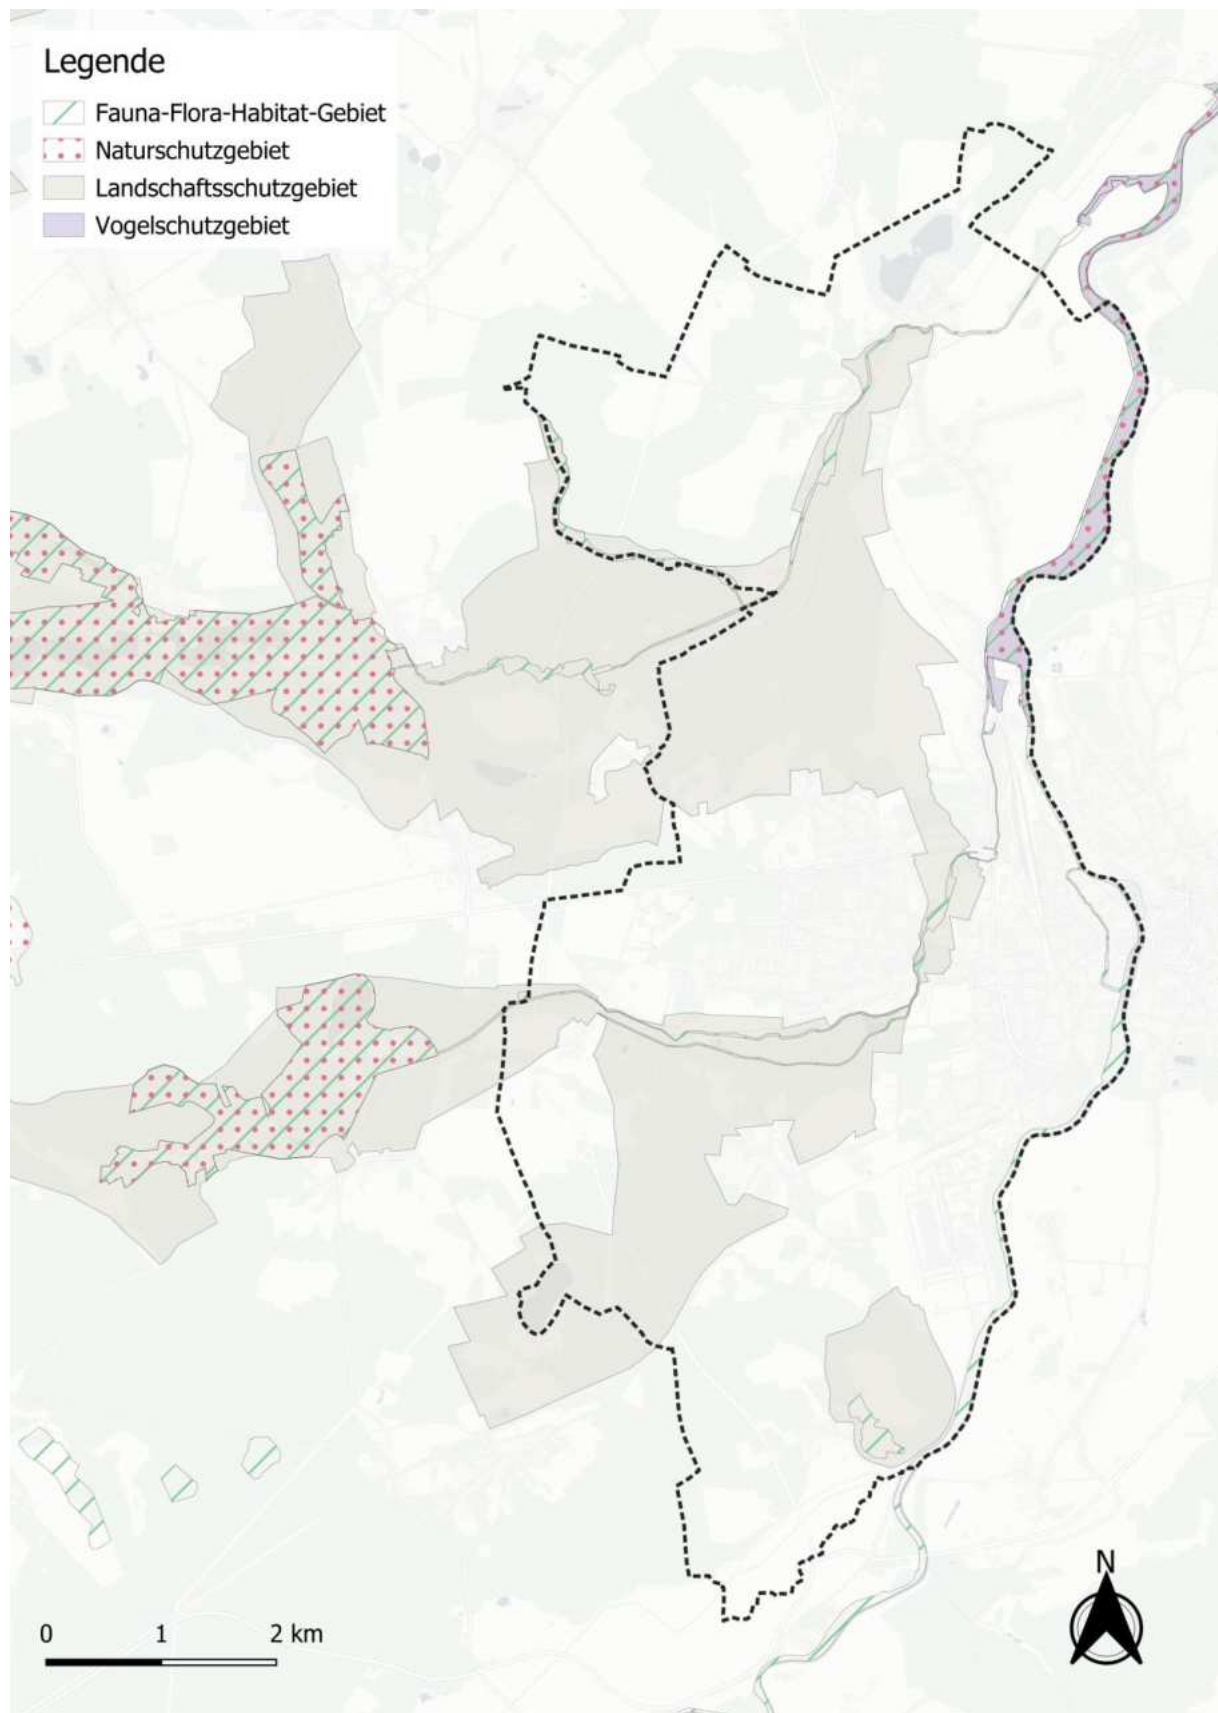 Legende
Fauna-Flora-Habitat-Gebiet
Naturschutzgebiet
Landschaftsschutzgebiet
Vogelschutzgebiet
N
0 1 2 km